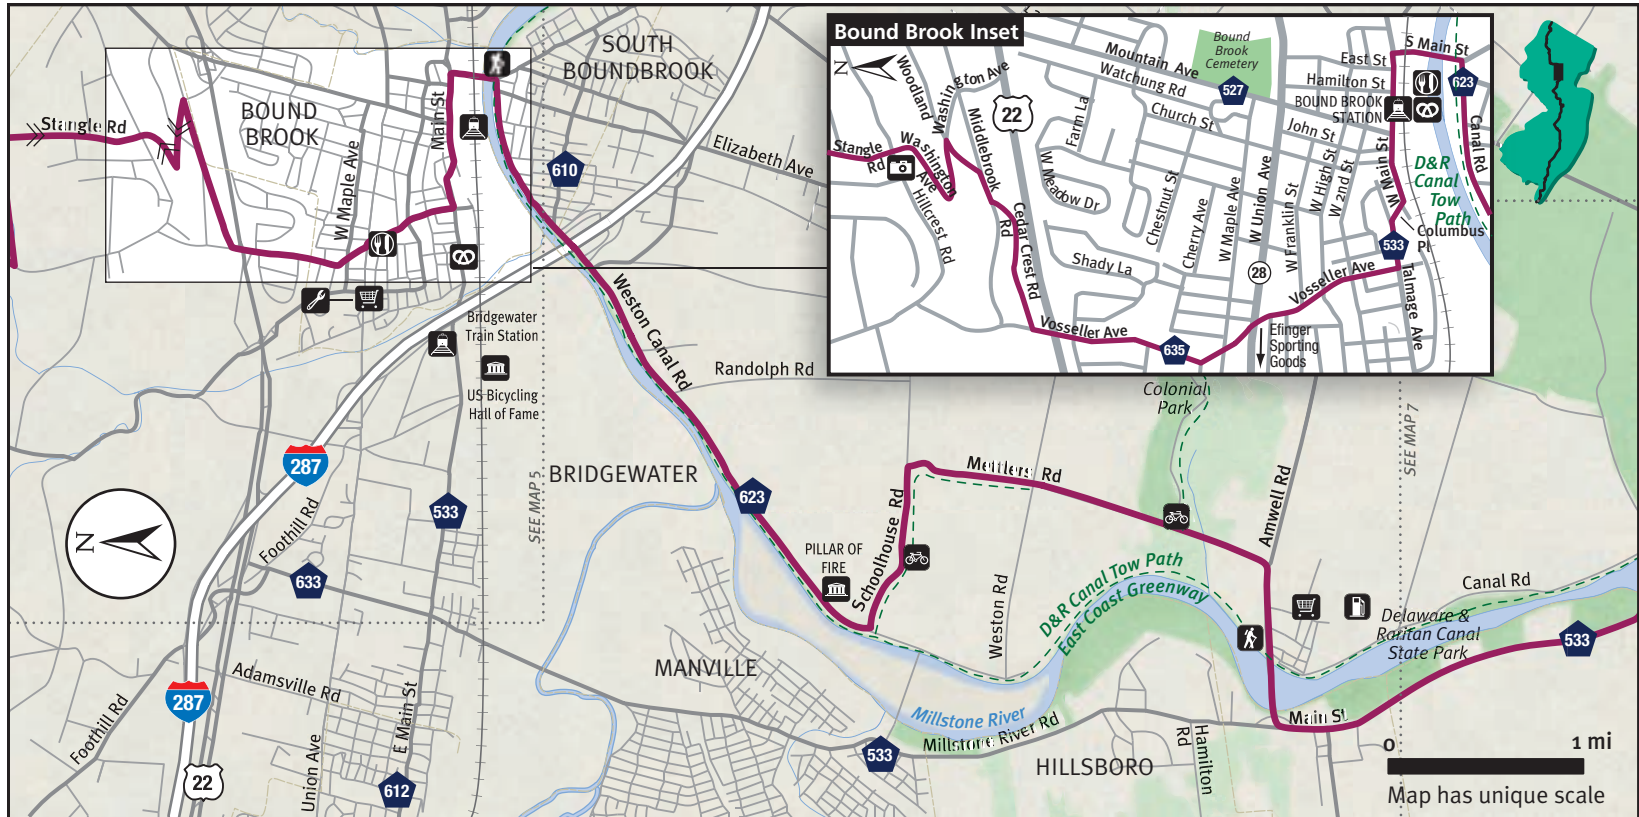 SOUTH
BOUNDBROOK
BOUND
BROOK
Stangle Rd
Main St
W Maple Ave
610
Elizabeth Ave
Bridgewater
Train Station
US Bicycling
Hall of Fame
Weston Canal Rd
Randolph Rd
287
Foothill Rd
533
SEE MAP 5
BRIDGEWATER
N
633
623
PILLAR OF
FIRE
Schoolhouse Rd
Mettlers Rd
Colonial
Park
SEE MAP 7
Amwell Rd
Weston Rd
D&R Canal Tow Path
East Coast Greenway
Canal Rd
Delaware &
Raritan Canal
State Park
533
MANVILLE
Adamsville Rd
287
Foothill Rd
22
Union Ave
E Main St
612
Millstone River
Millstone River Rd
533
HILLSBORO
Hamilton
Rd
Main St
0 1 mi
Map has unique scale
Bound Brook Inset
N
Woodland
Washington Ave
22
Mountain Ave
Watchung Rd
Bound
Brook
Cemetery
527
East St
S Main St
Hamilton St
623
BOUND BROOK
STATION
Farm La
Church St
John St
Canal Rd
Stangle
Rd
Washington
Ave
Middlebrook
Rd
W Meadow Dr
Hillcrest Rd
Cedar Crest Rd
Chestnut St
Cherry Ave
W Maple Ave
W Union Ave
W Franklin St
W High St
W 2nd St
W Main St
D&R
Canal
Tow
Path
Columbus
Pl
533
Shady La
28
Vosseller Ave
Talmage Ave
Vosseller Ave
635
Efinger
Sporting
Goods